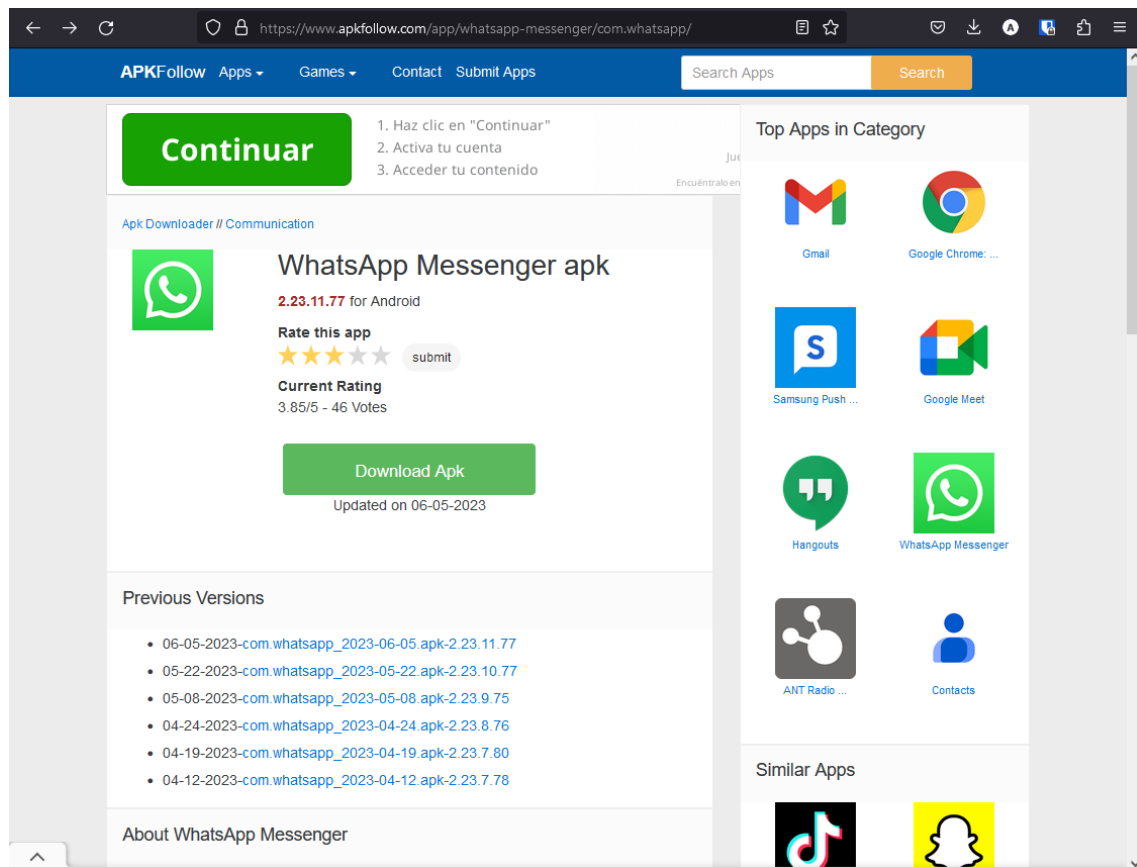 https://www.apkfollow.com/app/whatsapp-messenger/com.whatsapp/
APKFollow Apps Games Contact Submit Apps Search Apps Search
Continuar
1. Haz clic en "Continuar"
2. Activa tu cuenta
3. Acceder tu contenido
Encuéntralo en
Apk Downloader // Communication
WhatsApp Messenger apk
2.23.11.77 for Android
Rate this app
submit
Current Rating
3.85/5 - 46 Votes
Download Apk
Updated on 06-05-2023
Previous Versions
06-05-2023-com.whatsapp_2023-06-05.apk-2.23.11.77
05-22-2023-com.whatsapp_2023-05-22.apk-2.23.10.77
05-08-2023-com.whatsapp_2023-05-08.apk-2.23.9.75
04-24-2023-com.whatsapp_2023-04-24.apk-2.23.8.76
04-19-2023-com.whatsapp_2023-04-19.apk-2.23.7.80
04-12-2023-com.whatsapp_2023-04-12.apk-2.23.7.78
About WhatsApp Messenger
Top Apps in Category
Gmail Google Chrome: ...
S
Samsung Push ... Google Meet
Hangouts WhatsApp Messenger
ANT Radio ... Contacts
Similar Apps